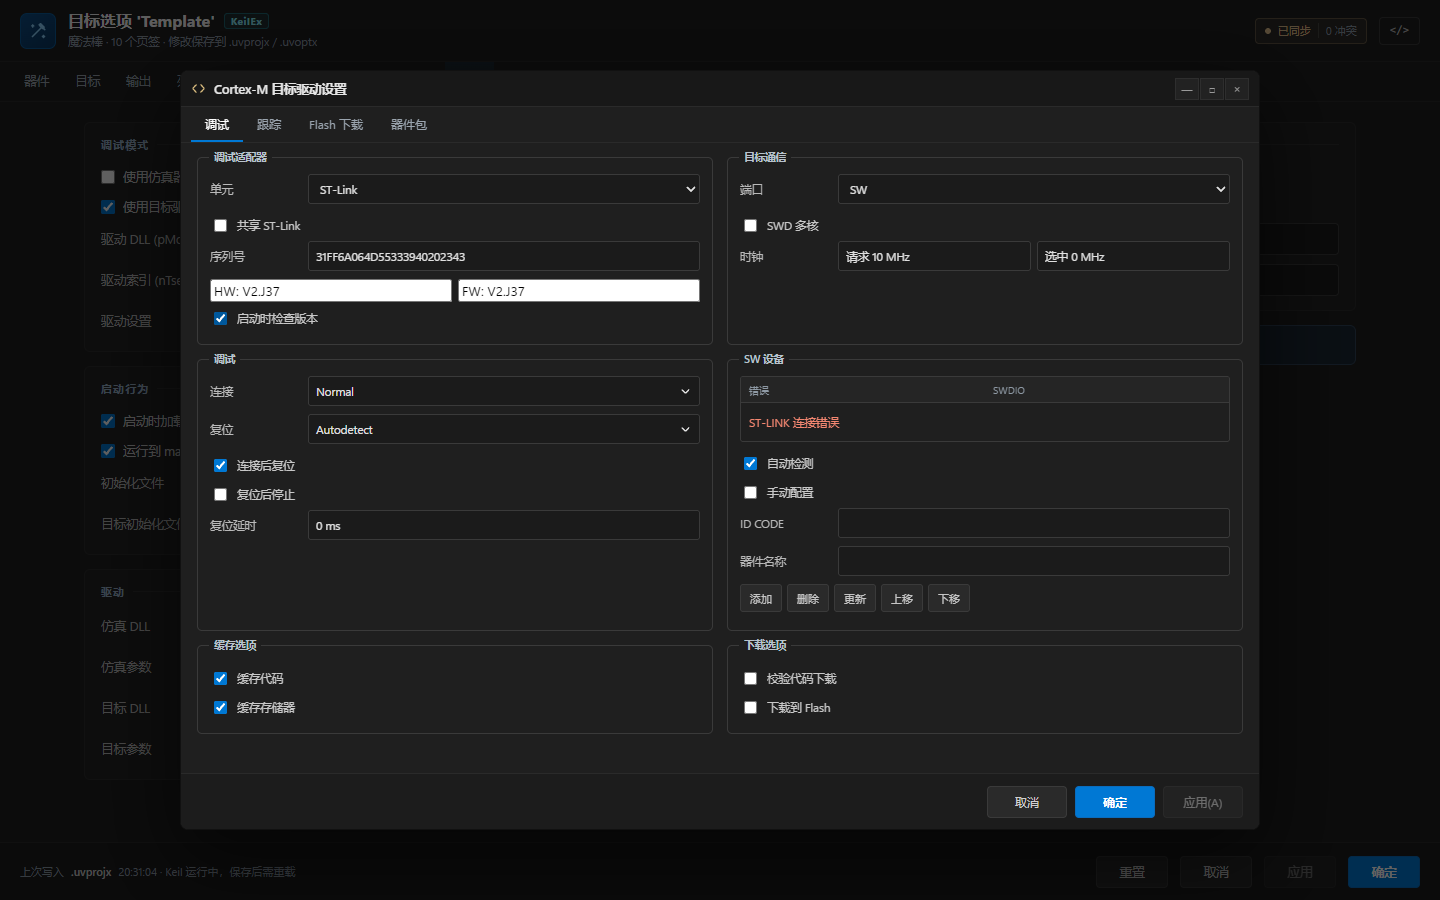 目标选项 'Template' KeilEx
魔法棒 · 10 个页签 · 修改保存到 .uvprojx / .uvoptx
已同步 0 冲突 </>
器件 目标 输出
Cortex-M 目标驱动设置
调试 跟踪 Flash 下载 器件包
调试适配器
单元 ST-Link
共享 ST-Link
序列号 31FF6A064D55333940202343
HW: V2.J37 FW: V2.J37
启动时检查版本
目标通信
端口 SW
SWD 多核
时钟 请求 10 MHz 选中 0 MHz
调试
连接 Normal
复位 Autodetect
连接后复位
复位后停止
复位延时 0 ms
SW 设备
错误 SWDIO
ST-LINK 连接错误
自动检测
手动配置
ID CODE
器件名称
添加 删除 更新 上移 下移
缓存选项
缓存代码
缓存存储器
下载选项
校验代码下载
下载到 Flash
取消 确定 应用(A)
调试模式
使用仿真器
使用目标驱
驱动 DLL (pMo
驱动索引 (nTse
驱动设置
启动行为
启动时加载
运行到 ma
初始化文件
目标初始化文件
驱动
仿真 DLL
仿真参数
目标 DLL
目标参数
上次写入 .uvprojx 20:31:04 · Keil 运行中，保存后需重载
重置 取消 应用 确定